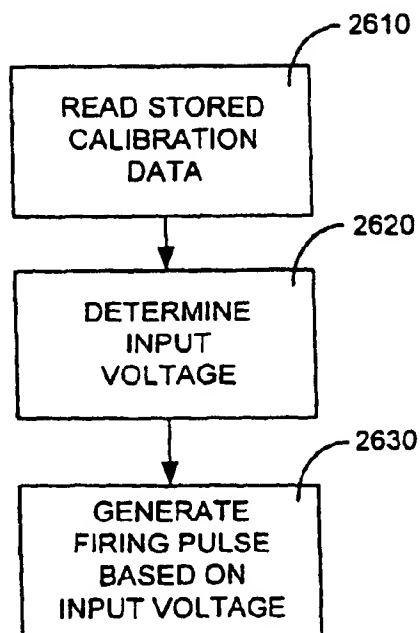 2610
READ STORED
CALIBRATION
DATA
2620
DETERMINE
INPUT
VOLTAGE
2630
GENERATE
FIRING PULSE
BASED ON
INPUT VOLTAGE